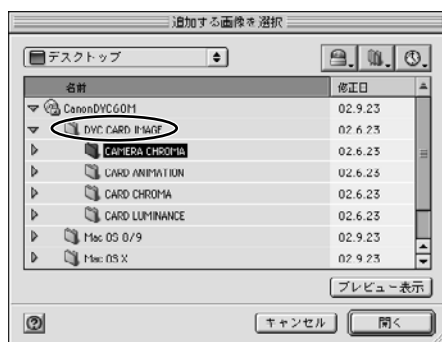 追加する画像を選択
デスクトップ
名前 修正日
CanonDVC60M 02.9.23
DVC CARD IMAGE 02.6.23
CAMERA CHROMA 02.6.23
CARD ANIMATION 02.6.23
CARD CHROMA 02.6.23
CARD LUMINANCE 02.6.23
Mac OS 8/9 02.9.23
Mac OS X 02.9.23
プレビュー表示
キャンセル 開く